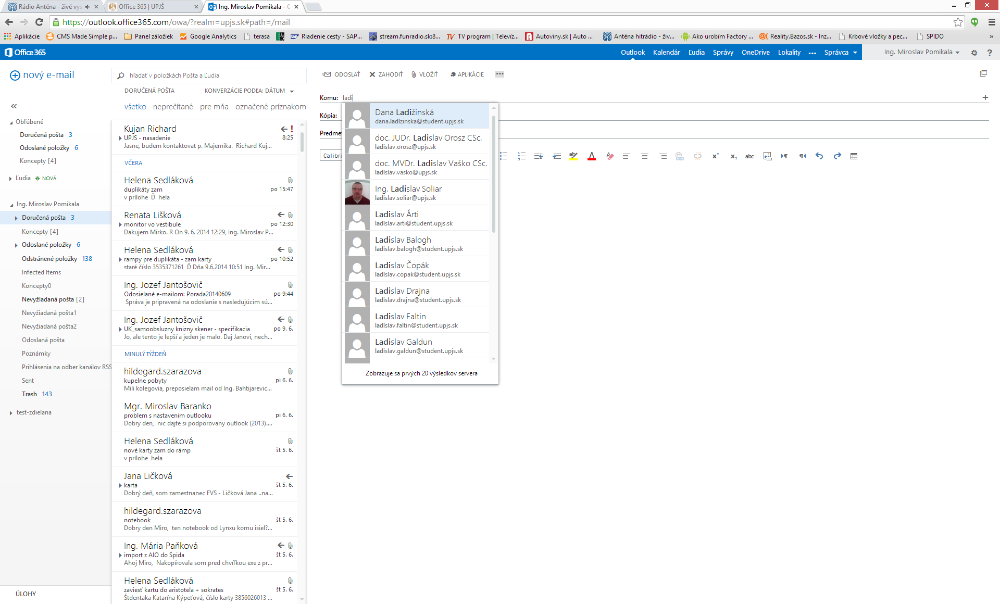 Rádio Anténa - živé vys
Office 365 | UPJŠ
Ing. Miroslav Pomikala - O
https://outlook.office365.com/owa/?realm=upjs.sk#path=/mail
Aplikácie
CMS Made Simple p...
Panel záložiek
Google Analytics
terasa
Riadenie cesty - SAP...
stream.funradio.sk:8...
TV program | Televíz...
Autoviny.sk | Auto ...
Anténa hitrádio - živ...
Ako urobím Factory ...
Reality.Bazos.sk - Inz...
Krbové vložky a pec...
SPIDO
»
Office 365
Outlook
Kalendár
Ľudia
Správy
OneDrive
Lokality
...
Správca
Ing. Miroslav Pomikala
?
nový e-mail
«
Obľúbené
Doručená pošta 3
Odoslané položky 6
Koncepty [4]
Ľudia NOVÁ
Ing. Miroslav Pomikala
Doručená pošta 3
Koncepty [4]
Odoslané položky 6
Odstránené položky 138
Infected Items
Koncepty0
Nevyžiadaná pošta [2]
Nevyžiadaná pošta1
Nevyžiadaná pošta2
Odoslaná pošta
Poznámky
Prihlásenia na odber kanálov RSS
Sent
Trash 143
test-zdielana
ÚLOHY
hľadať v položkách Pošta a Ľudia
DORUČENÁ POŠTA
KONVERZÁCIE PODĽA: DÁTUM
všetko neprečítané pre mňa označené príznakom
Kujan Richard !
UPJS - nasadenie 8:25
Jasne, budem kontaktovat p. Majernika. Richard Kuj...
VČERA
Helena Sedláková
duplikáty zam po 15:47
v prílohe Ď hela
Renata Lišková
monitor vo vestibule po 12:30
Dakujem Mirko. R On 9. 6. 2014 12:29, Ing. Miroslav P...
Helena Sedláková
rampy pre duplikáta - zam karty po 10:52
staré číslo 3535371261 Ď Dňa 9.6.2014 10:51 Ing. Mir...
Ing. Jozef Jantošovič
Odosielané e-mailom: Porada20140609 po 9:44
Správa je pripravená na odoslanie s nasledujúcim sú...
Ing. Jozef Jantošovič
UK_samoobsluzny knizny skener - specifikacia po 9. 6.
Jo, ale tento je lepší a jeden je malo. Daj Janovi, nech...
MINULÝ TÝŽDEŇ
hildegard.szarazova
kupelne pobyty pi 6. 6.
Mili kolegovia, preposielam mail od Ing. Bahtijarevic...
Mgr. Miroslav Baranko
problem s nastavenim outlooku pi 6. 6.
Dobry den, nic dajte si podporovany outlook (2013)....
Helena Sedláková
nové karty zam do rámp št 5. 6.
v prílohe hela
Jana Ličková
karta št 5. 6.
Dobrý deň, som zamestnanec FVS - Ličková Jana ..na...
hildegard.szarazova
notebook št 5. 6.
Dobry den Miro, ten notebook od Lynxu komu isiel?...
Ing. Mária Paňková
import z AIO do Spida št 5. 6.
Ahoj Miro, Nakopírovala som pred chvíľkou exe z pr...
Helena Sedláková
zaviesť kartu do aristotela + sokrates št 5. 6.
Štdentaka Katarína Kýpeťová, číslo karty 3856026013 ...
ODOSLAŤ
ZAHODIŤ
VLOŽIŤ
APLIKÁCIE
...
Komu: ladi
Kópia:
Predmet
Calibri
ab A x² x₂ abc
Dana Ladižinská
dana.ladizinska@student.upjs.sk
doc. JUDr. Ladislav Orosz CSc.
ladislav.orosz@upjs.sk
doc. MVDr. Ladislav Vaško CSc.
ladislav.vasko@upjs.sk
Ing. Ladislav Soliar
ladislav.soliar@upjs.sk
Ladislav Árti
ladislav.arti@student.upjs.sk
Ladislav Balogh
ladislav.balogh@student.upjs.sk
Ladislav Čopák
ladislav.copak@student.upjs.sk
Ladislav Drajna
ladislav.drajna@student.upjs.sk
Ladislav Faltin
ladislav.faltin@student.upjs.sk
Ladislav Galdun
ladislav.galdun@student.upjs.sk
Zobrazuje sa prvých 20 výsledkov servera